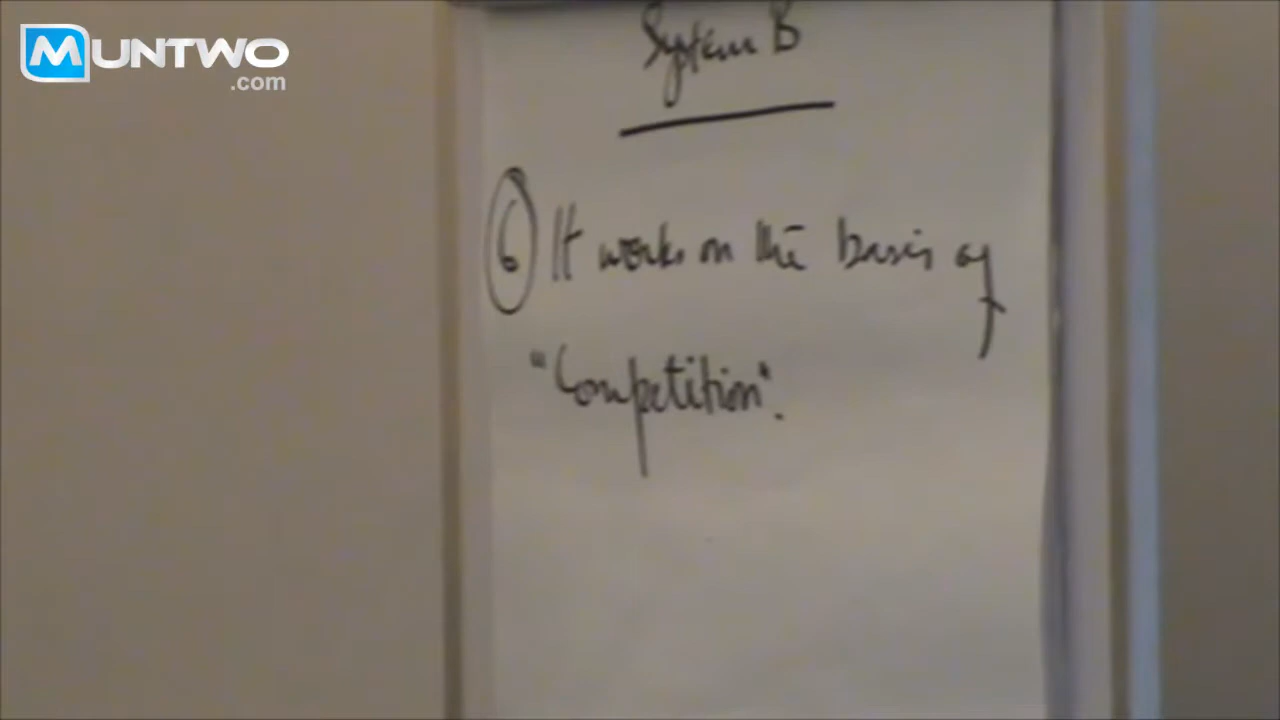 MUNTWO
.com
System B
6 It works on the basis of
"Competition".